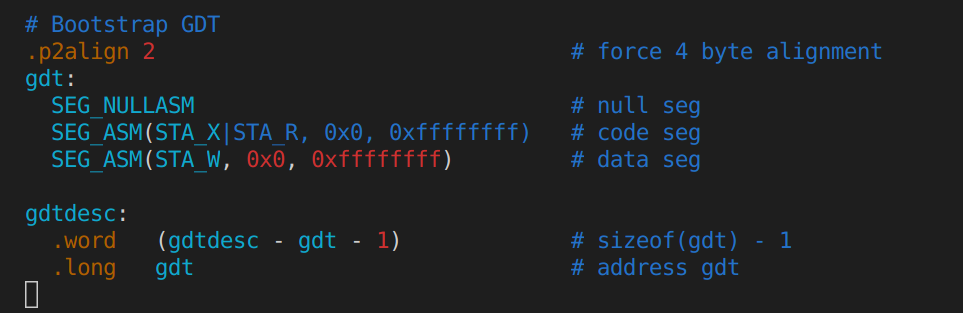 # Bootstrap GDT
.p2align 2                                # force 4 byte alignment
gdt:
  SEG_NULLASM                             # null seg
  SEG_ASM(STA_X|STA_R, 0x0, 0xffffffff)   # code seg
  SEG_ASM(STA_W, 0x0, 0xffffffff)         # data seg

gdtdesc:
  .word   (gdtdesc - gdt - 1)             # sizeof(gdt) - 1
  .long   gdt                             # address gdt